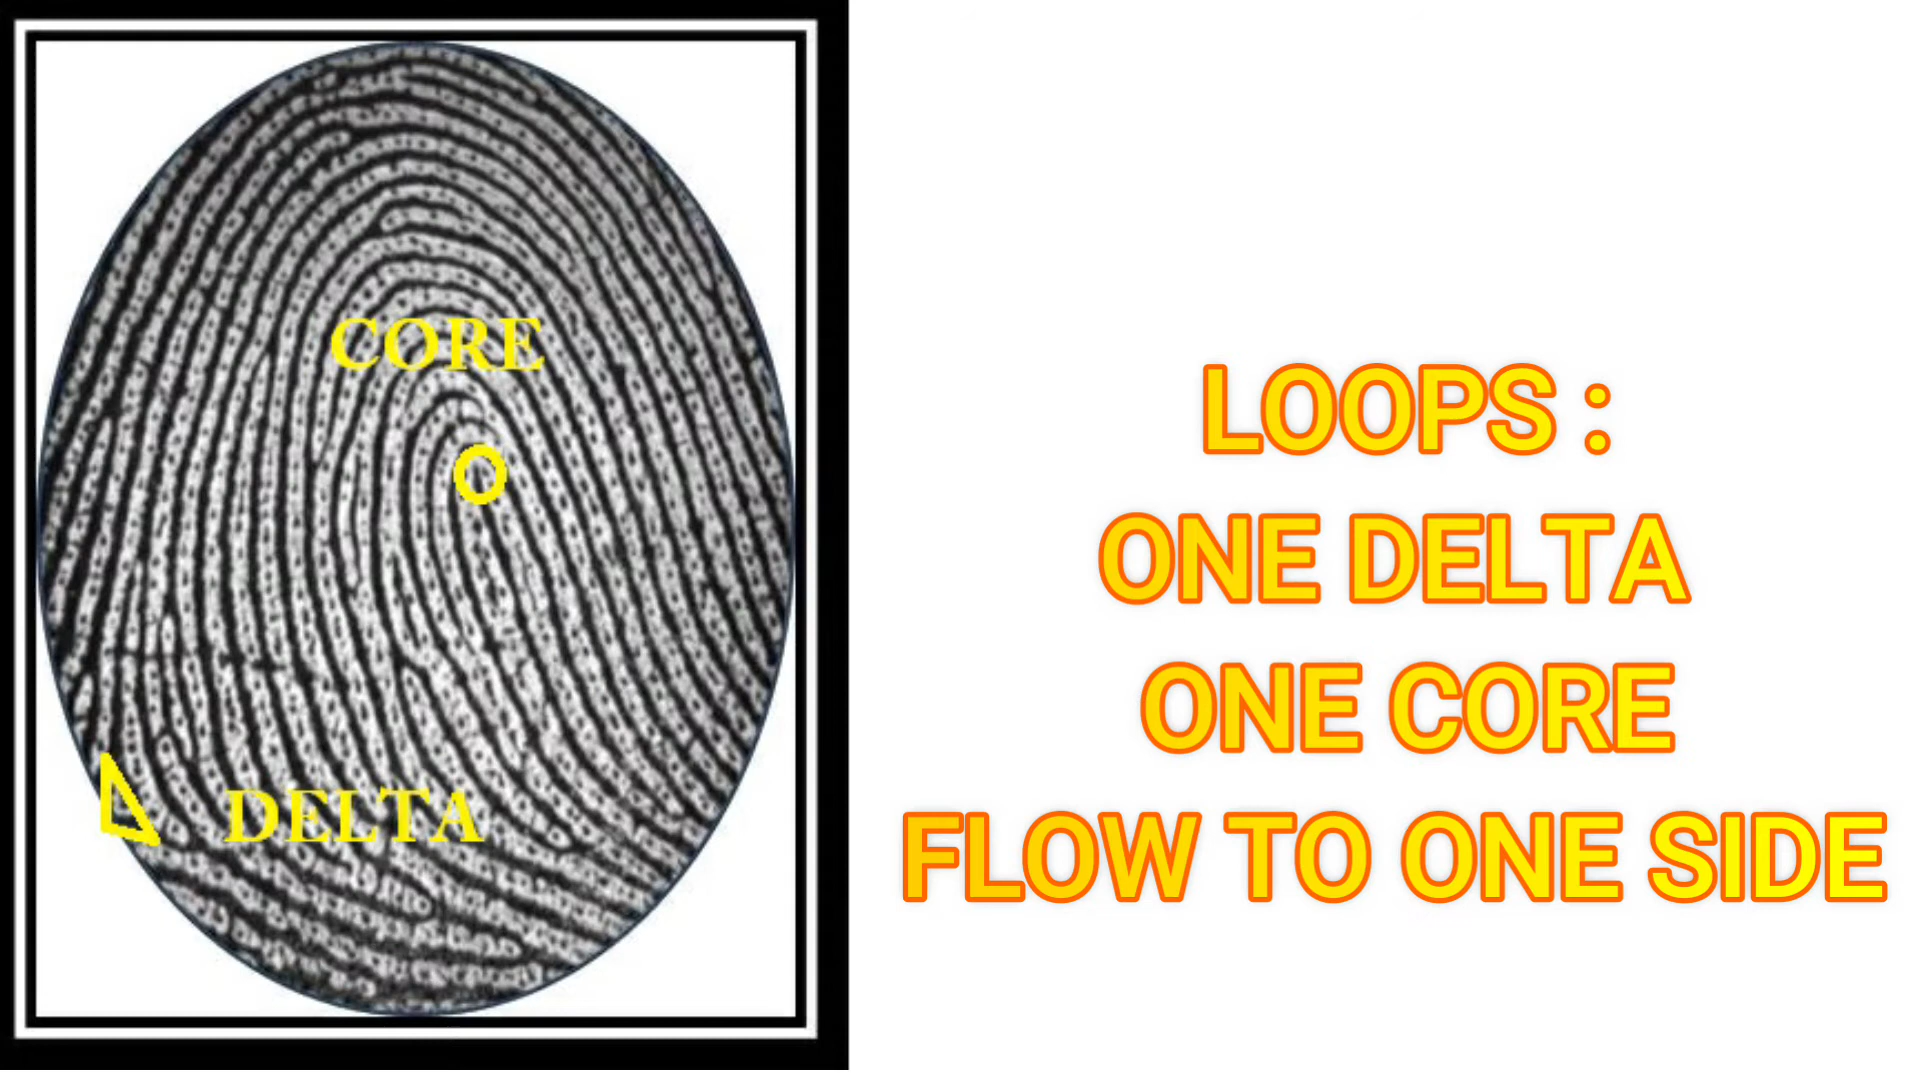 CORE
DELTA
LOOPS :
ONE DELTA
ONE CORE
FLOW TO ONE SIDE